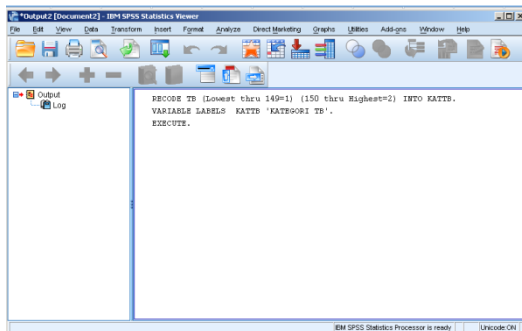 *Output2 [Document2] - IBM SPSS Statistics Viewer
File Edit View Data Transform Insert Format Analyze Direct Marketing Graphs Utilities Add-ons Window Help
Output
Log
RECODE TB (Lowest thru 149=1) (150 thru Highest=2) INTO KATTB.
VARIABLE LABELS  KATTB 'KATEGORI TB'.
EXECUTE.
IBM SPSS Statistics Processor is ready Unicode:ON